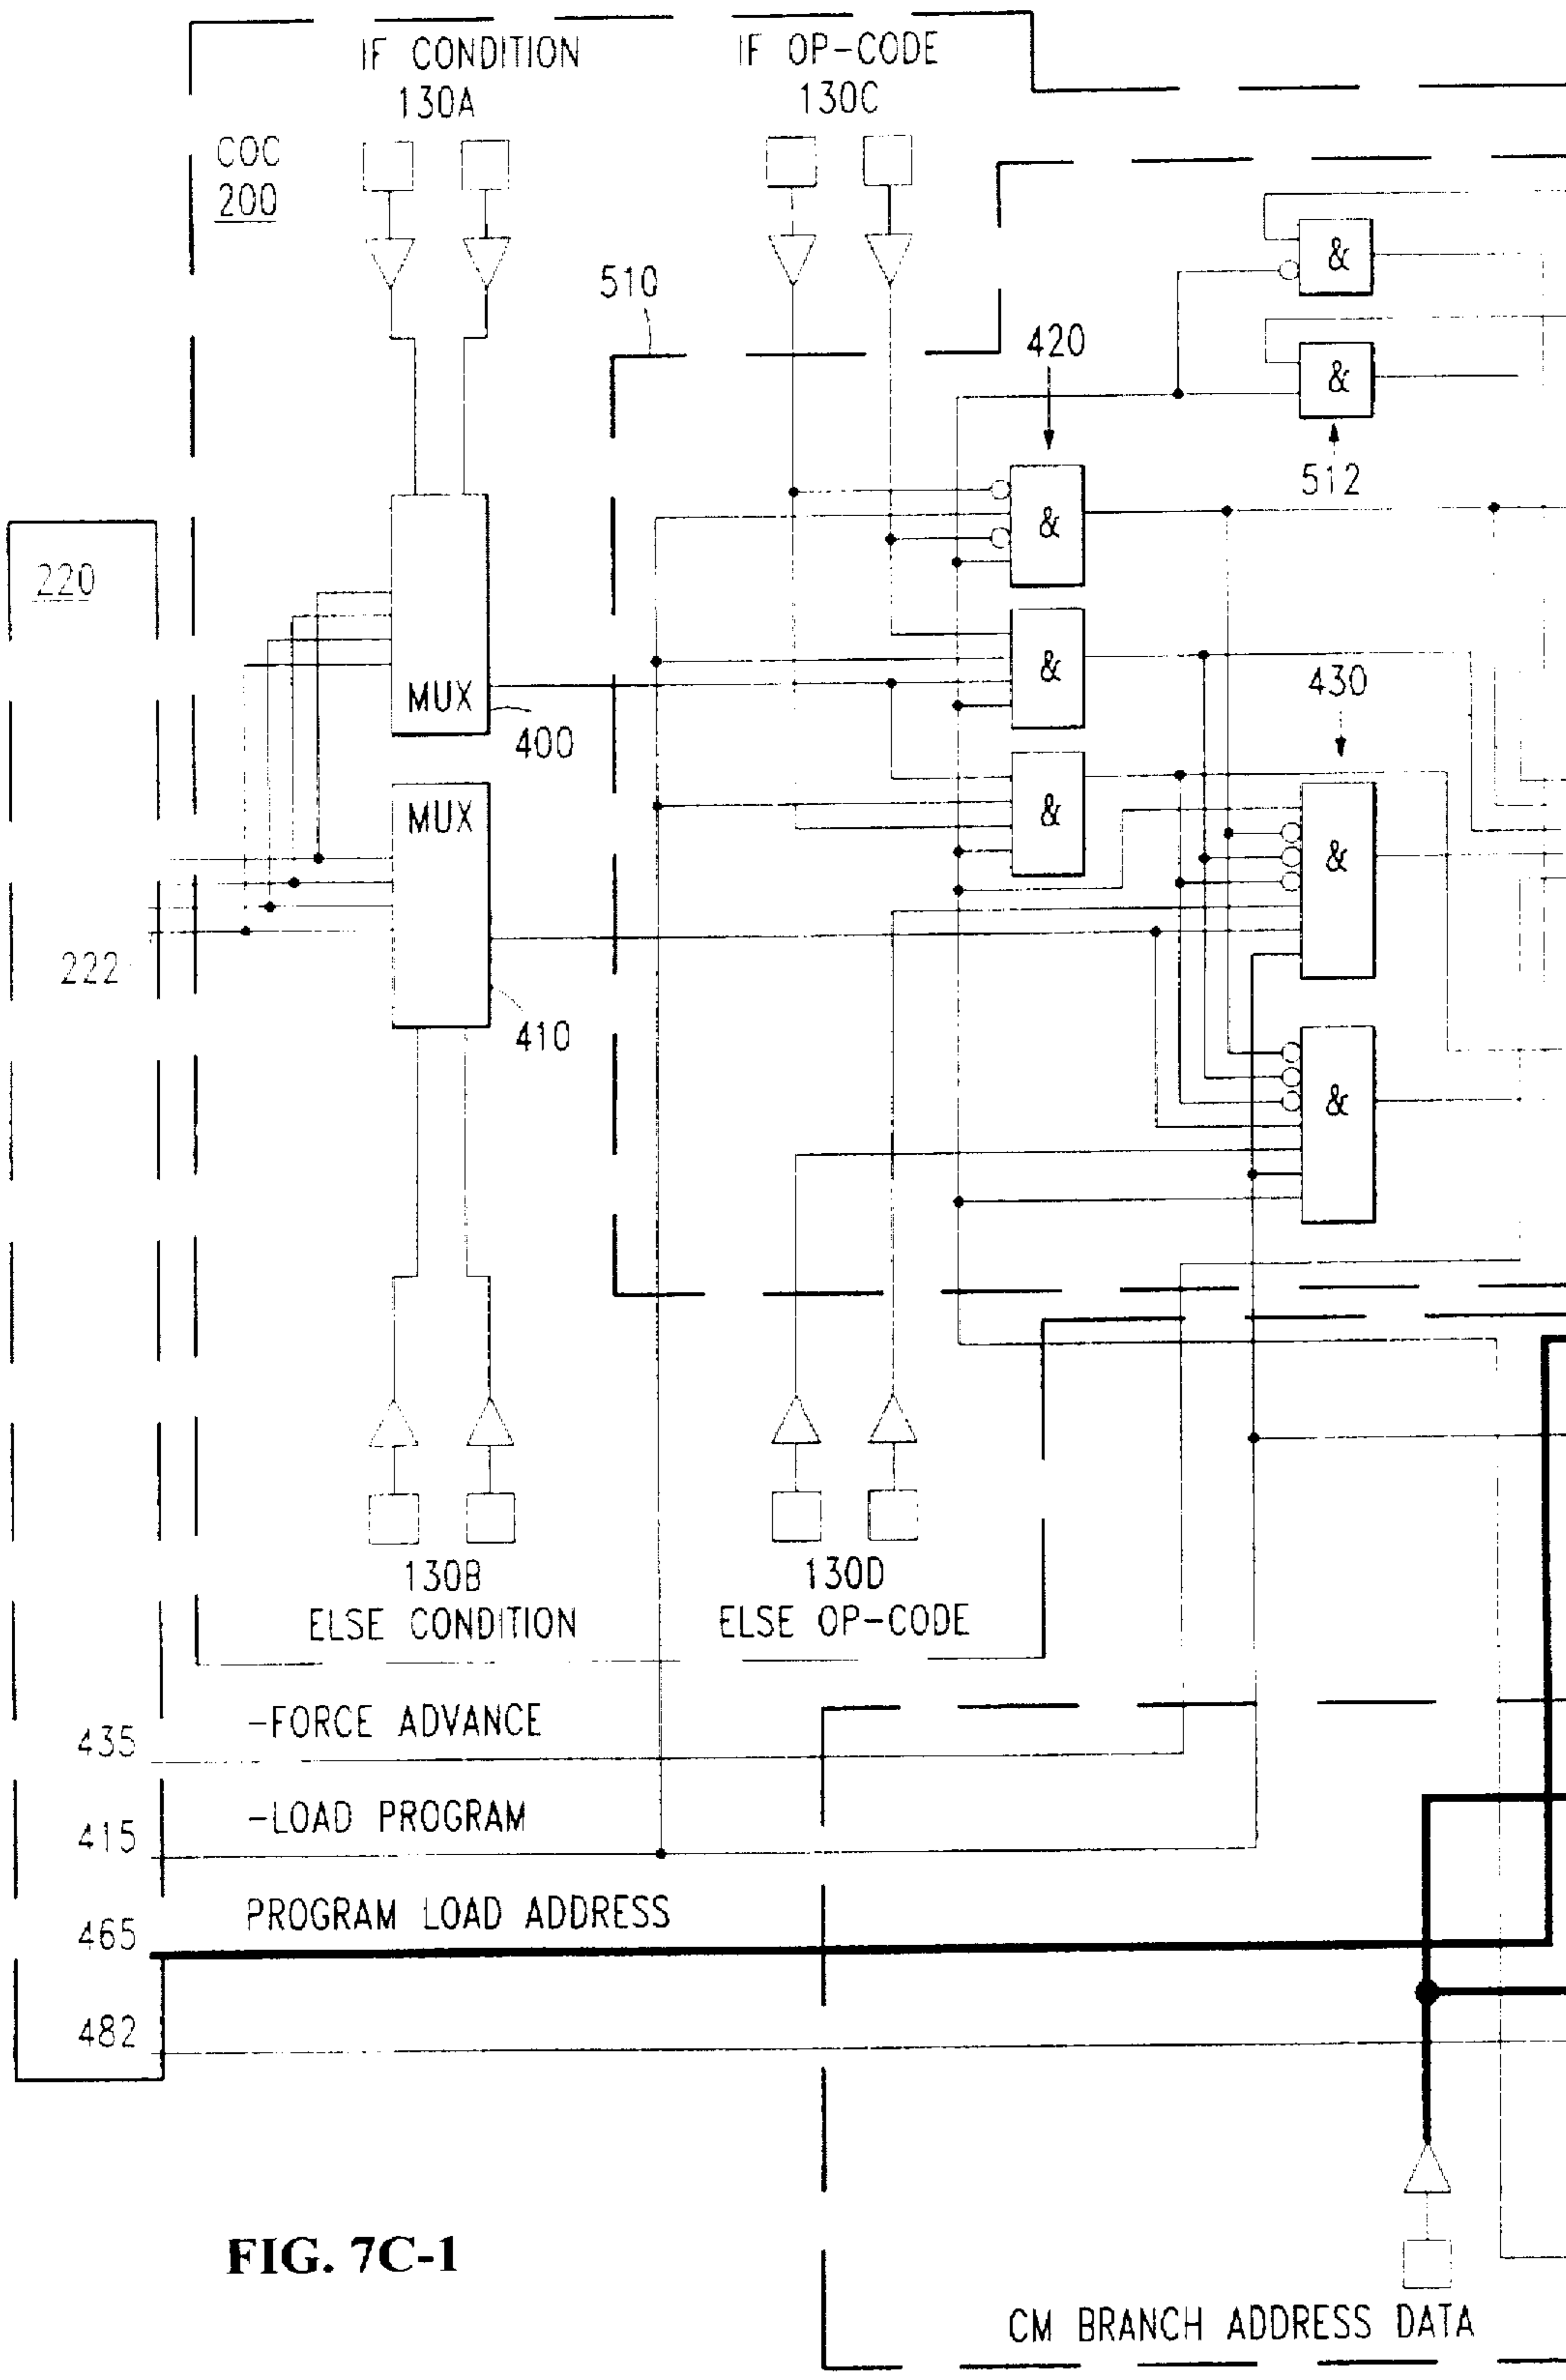 IF CONDITION
130A
IF OP-CODE
130C
COC
200
&
510
420
&
512
&
220
&
430
MUX
400
MUX
&
&
222
410
&
130B
ELSE CONDITION
130D
ELSE OP-CODE
435
-FORCE ADVANCE
415
-LOAD PROGRAM
465
PROGRAM LOAD ADDRESS
482
FIG. 7C-1
CM BRANCH ADDRESS DATA